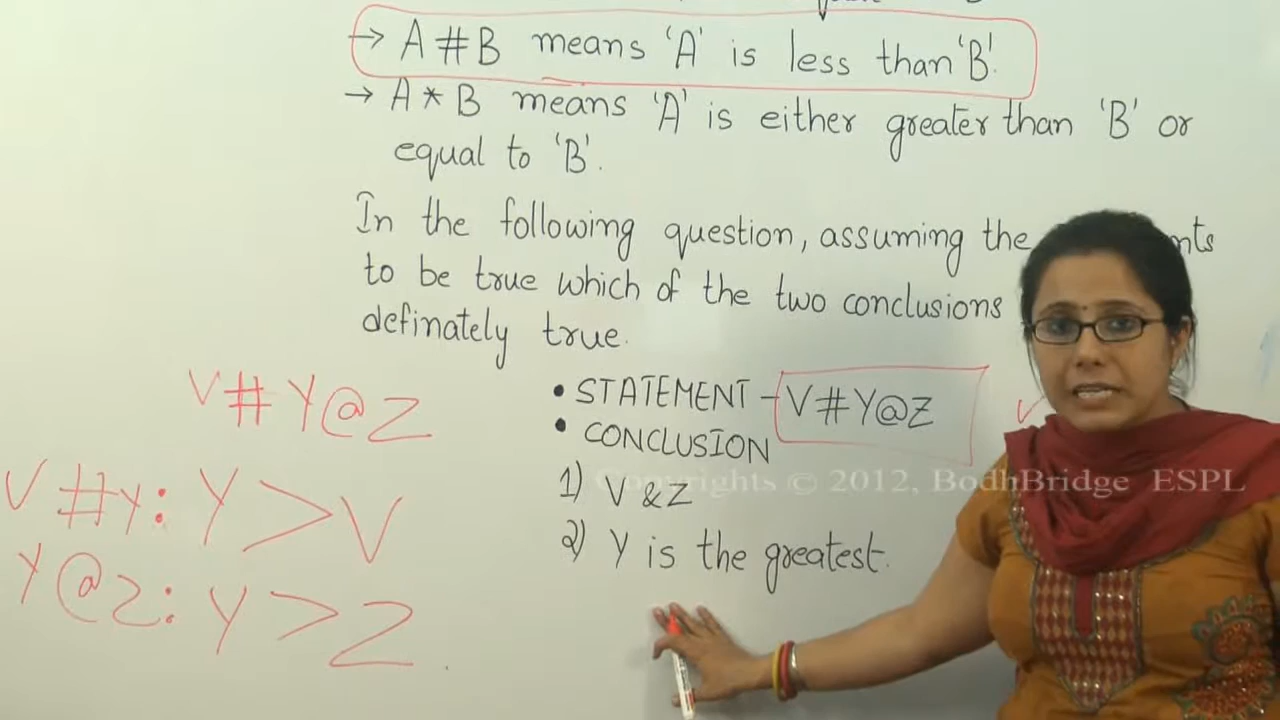 → A # B means 'A' is less than 'B'.
→ A * B means 'A' is either greater than 'B' or
equal to 'B'.
In the following question, assuming the
to be true which of the two conclusions
definately true.
• STATEMENT - V#Y@Z
• CONCLUSION
1) V & Z
2) Y is the greatest.
V# Y@Z
V #y: Y > V
Y @ Z: Y > Z
Copyrights © 2012, BodhBridge ESPL